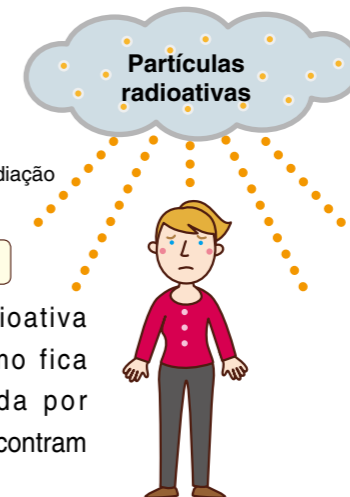 Partículas
radioativas
diação
ioativa
no fica
da por
contram